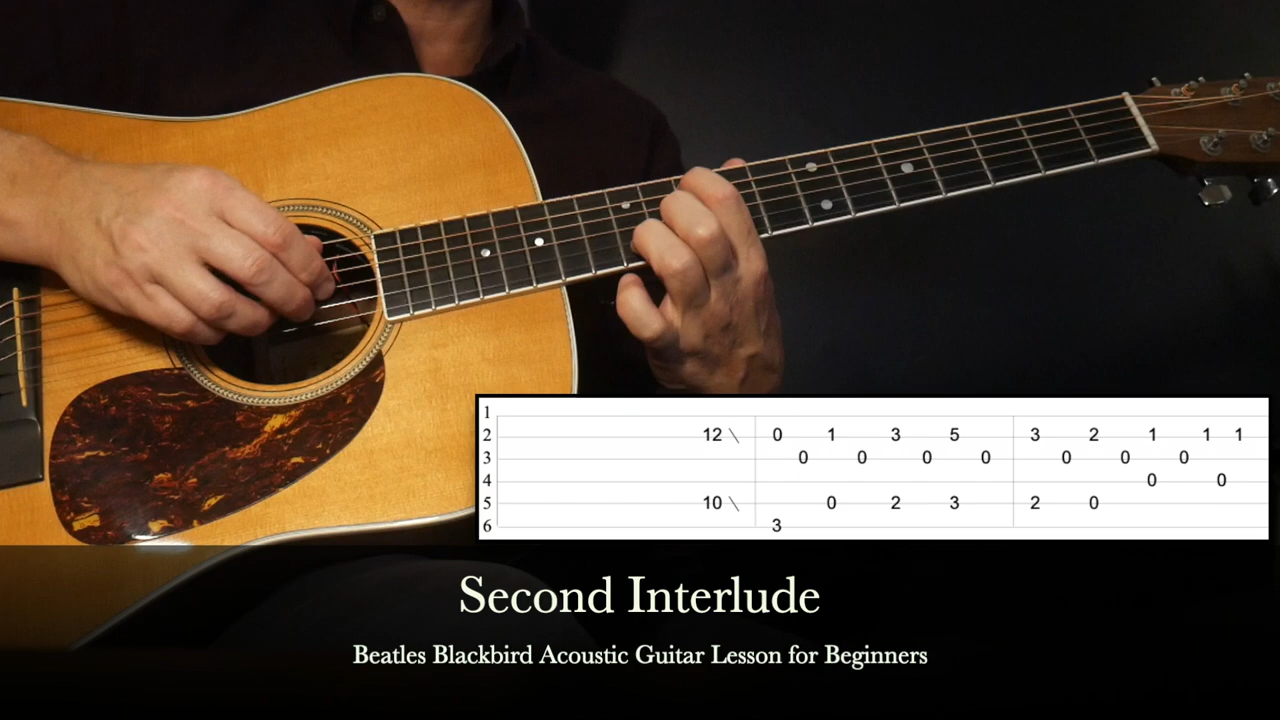 1
2 12 \ 0 1 3 5 3 2 1 1 1
3 0 0 0 0 0 0 0
4 0 0
5 10 \ 0 2 3 2 0
6 3
Second Interlude
Beatles Blackbird Acoustic Guitar Lesson for Beginners